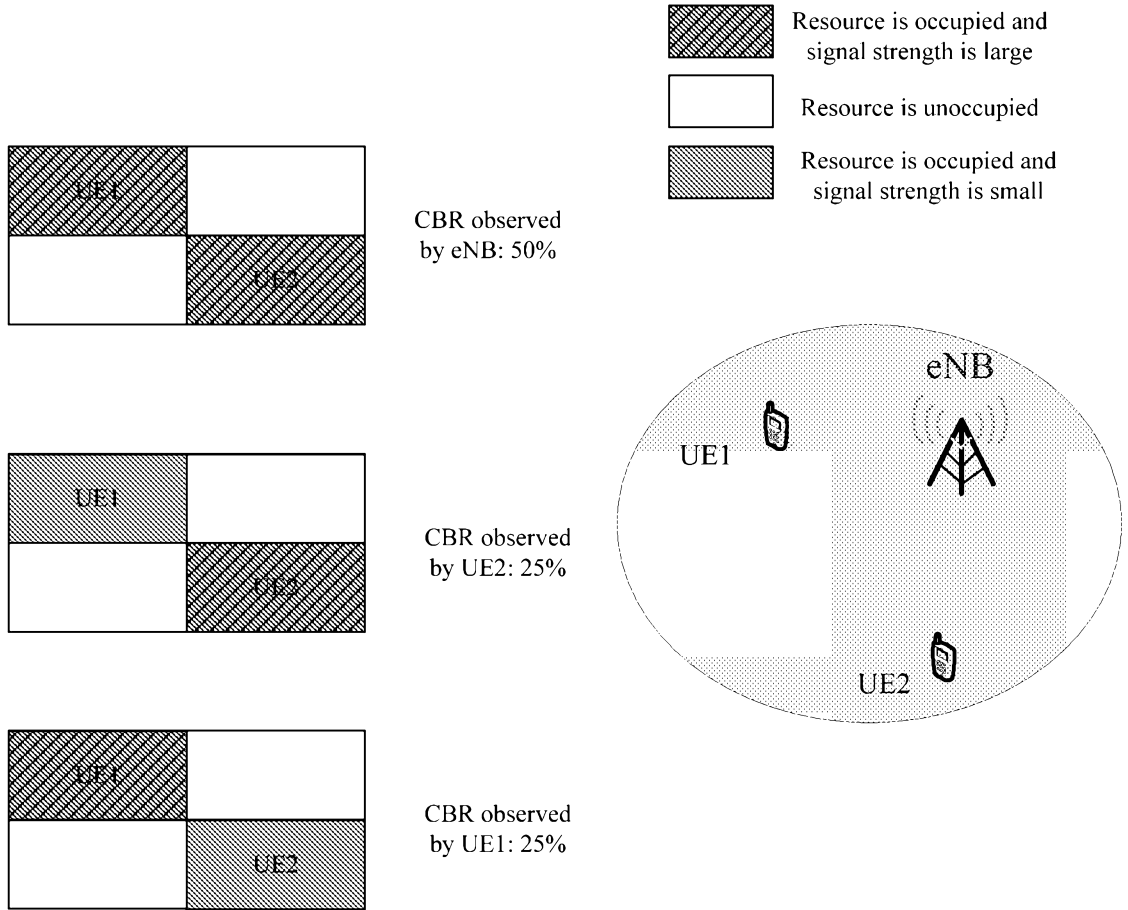 Resource is occupied and
signal strength is large
Resource is unoccupied
Resource is occupied and
signal strength is small
UE1
UE2
CBR observed
by eNB: 50%
UE1
UE2
CBR observed
by UE2: 25%
UE1
UE2
CBR observed
by UE1: 25%
eNB
UE1
UE2